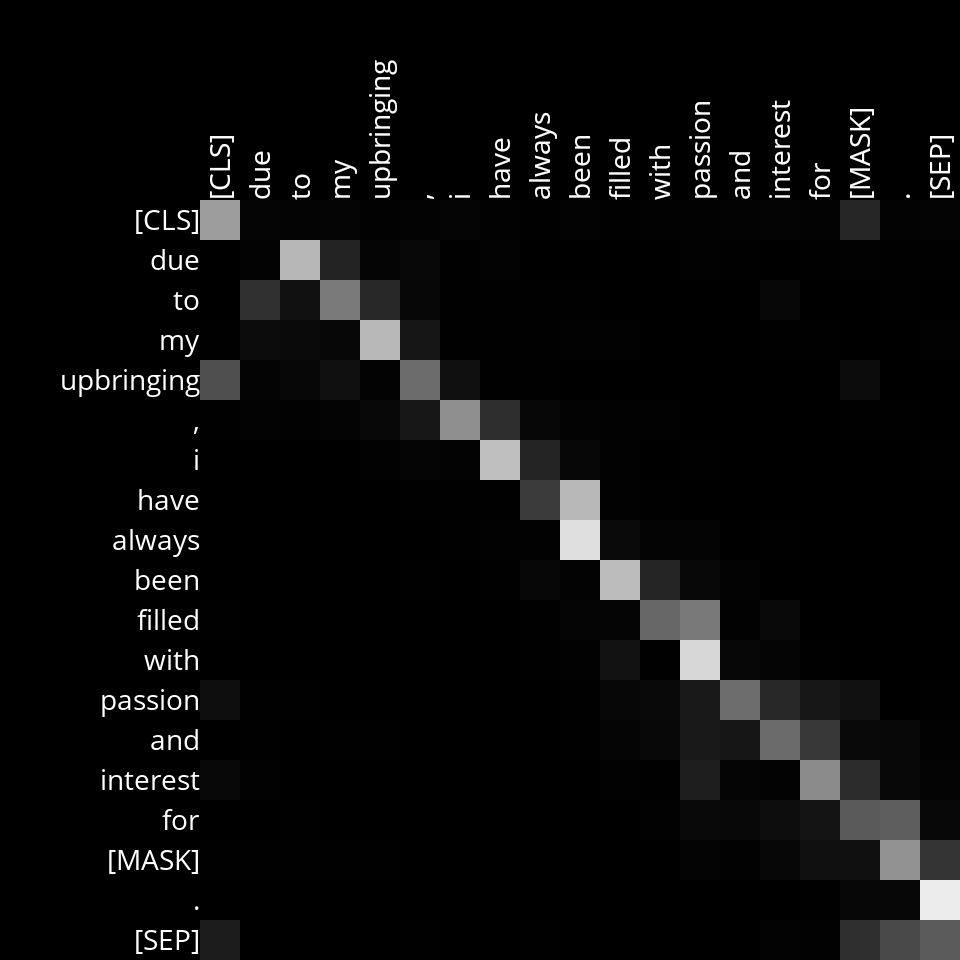 [CLS] due to my upbringing , i have always been filled with passion and interest for [MASK] . [SEP]
[CLS]
due
to
my
upbringing
,
i
have
always
been
filled
with
passion
and
interest
for
[MASK]
.
[SEP]